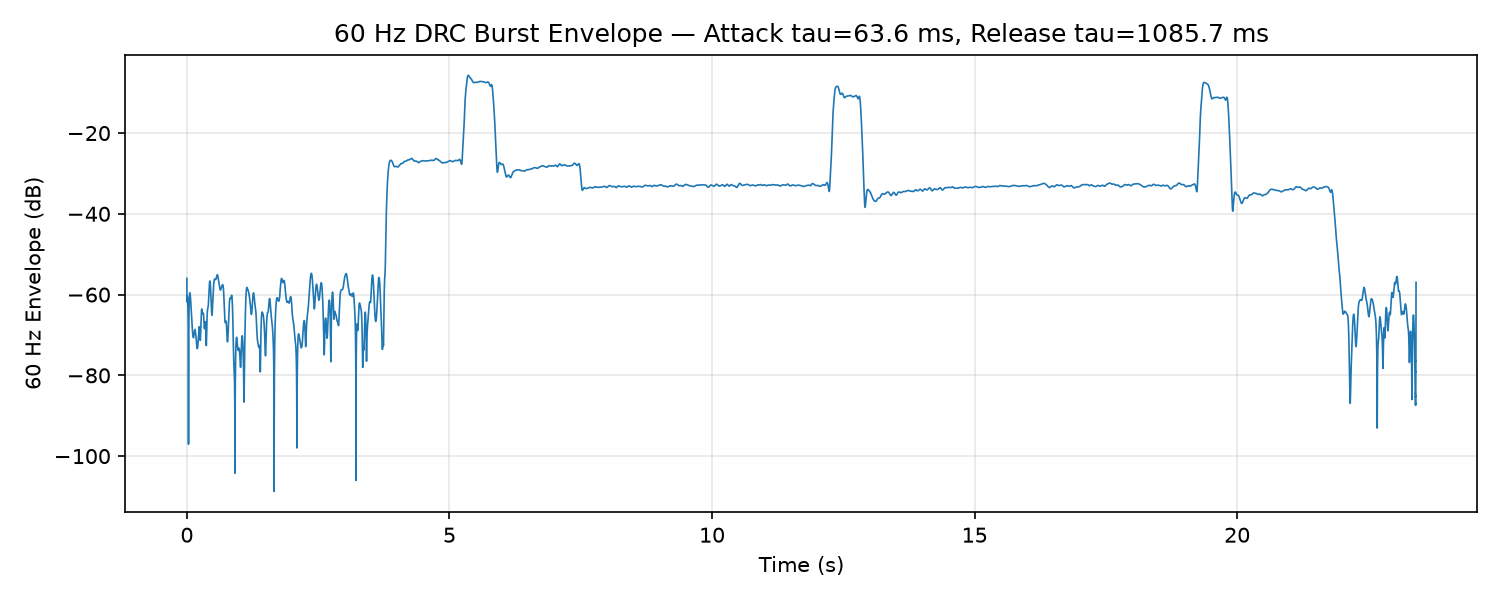 60 Hz DRC Burst Envelope — Attack tau=63.6 ms, Release tau=1085.7 ms
60 Hz Envelope (dB)
−20
−40
−60
−80
−100
0 5 10 15 20
Time (s)